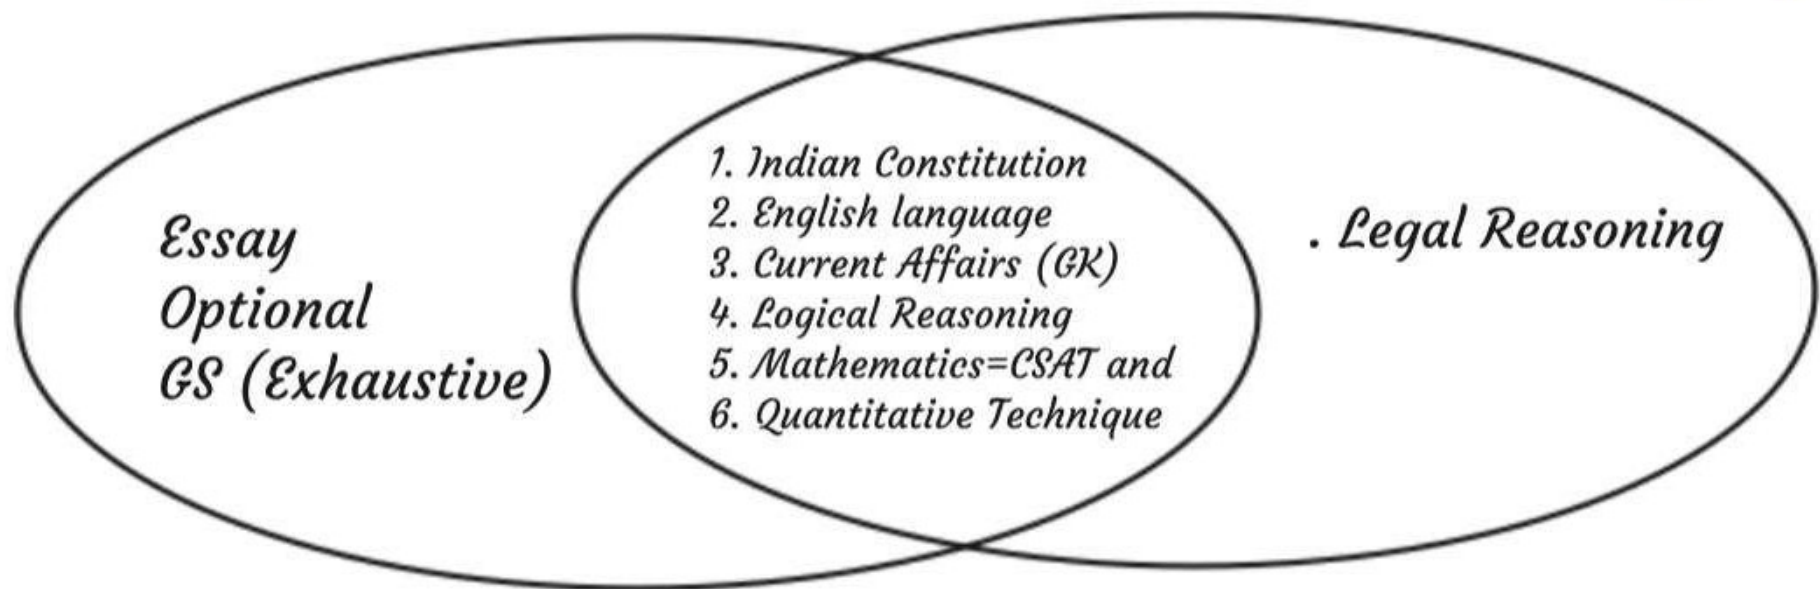 Essay
Optional
GS (Exhaustive)
1. Indian Constitution
2. English language
3. Current Affairs (GK)
4. Logical Reasoning
5. Mathematics=CSAT and
6. Quantitative Technique
. Legal Reasoning